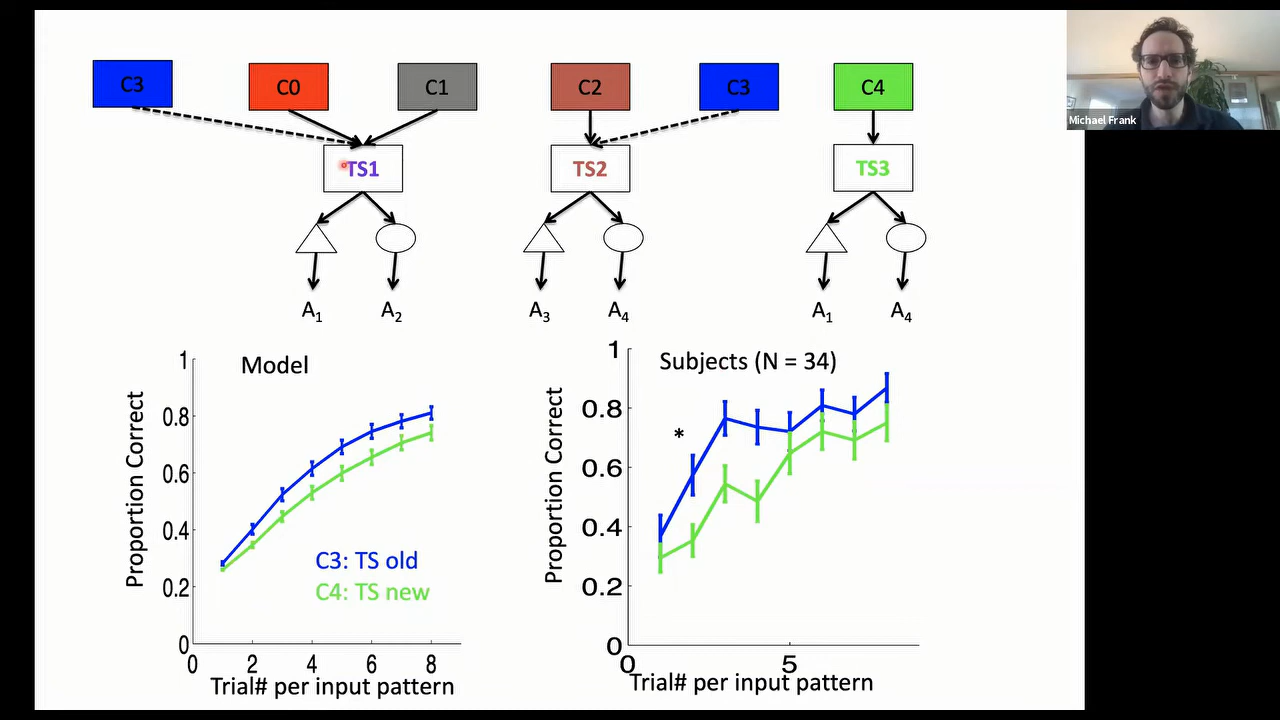 C3 C0 C1 C2 C3 C4
Michael Frank
TS1 TS2 TS3
A1 A2 A3 A4 A1 A4
Model
Proportion Correct
1
0.8
0.6
0.4
0.2
0
0 2 4 6 8
C3: TS old
C4: TS new
Trial# per input pattern
Subjects (N = 34)
Proportion Correct
1
0.8
0.6
0.4
0.2
0
0 5
*
Trial# per input pattern